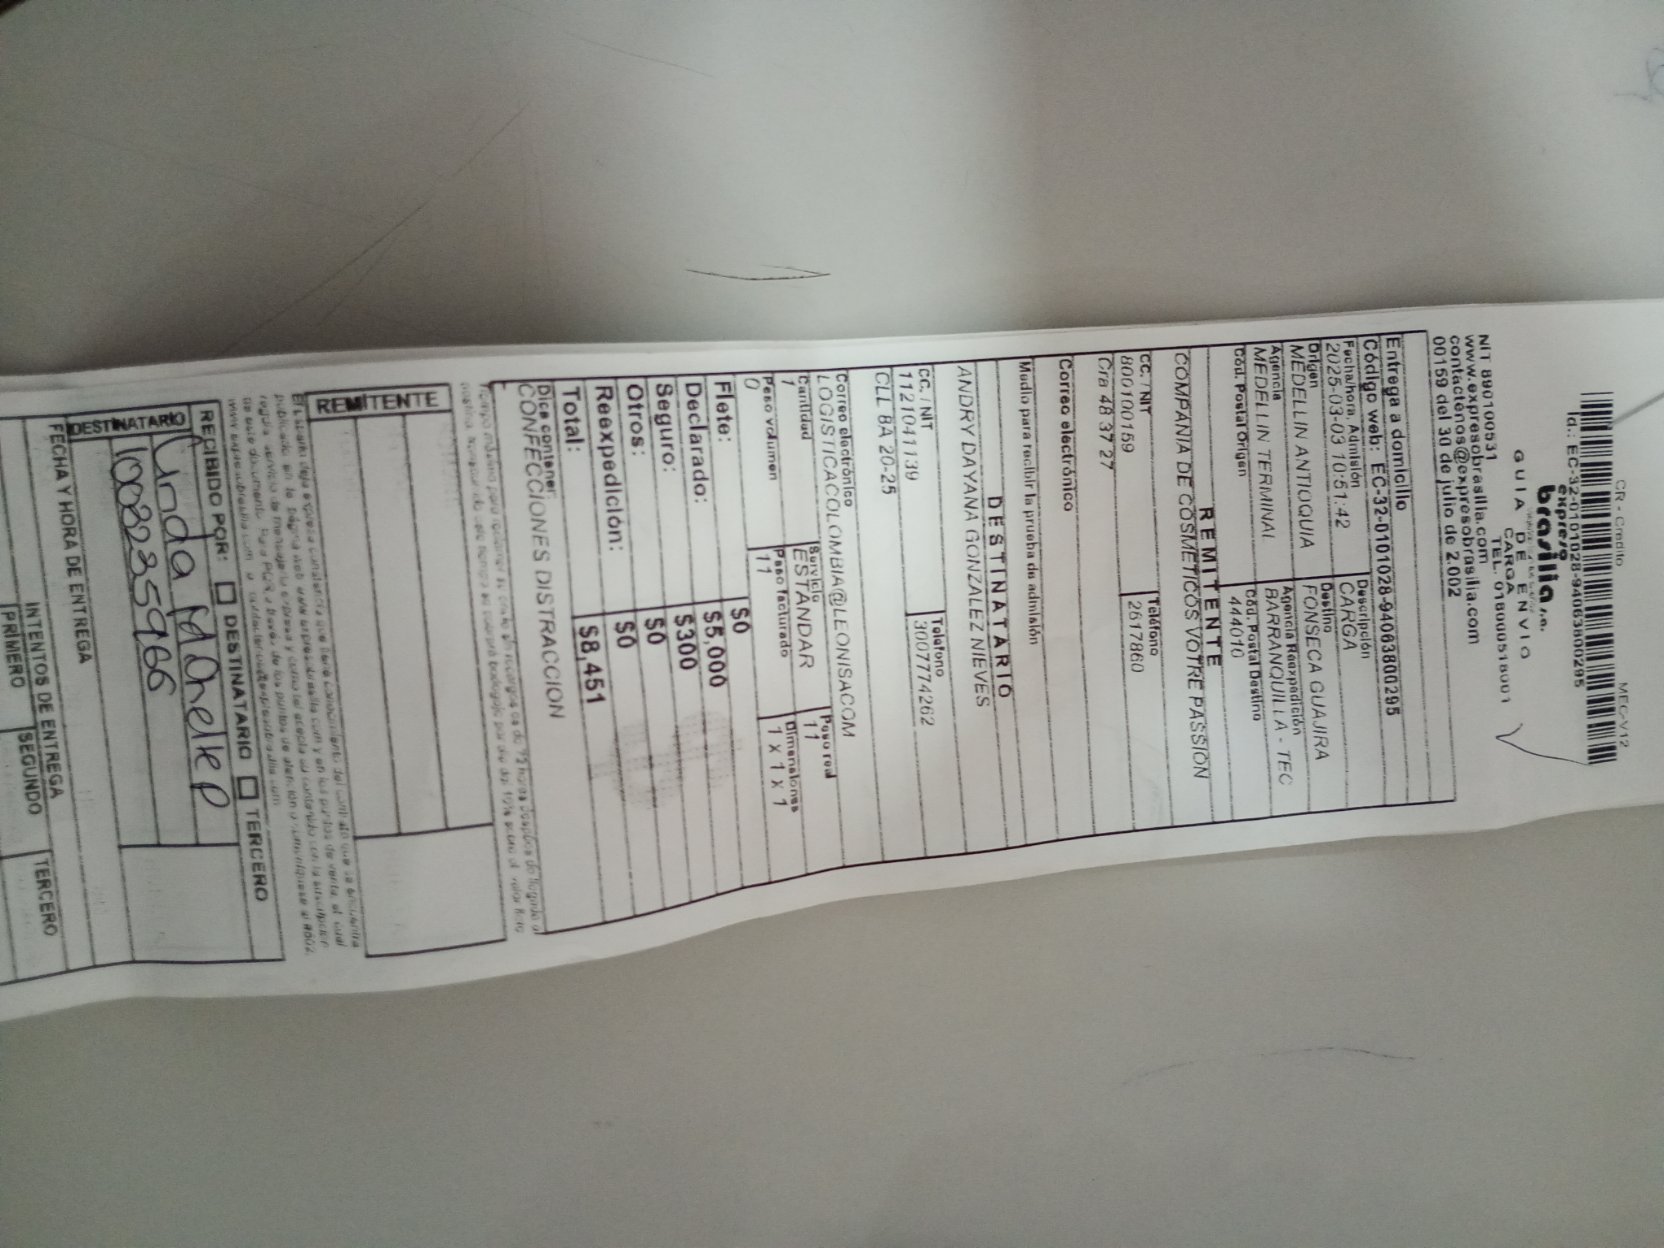 CR - Credito MEC-V12
Id.: EC-32-0101028-9406380029​5
expreso
brasilia s.a.
GUIA DE ENVIO
CARGA
TEL. 018000518001
NIT 890100531
www.expresobrasilia.com
contactenos@expresobrasilia.com
00159 del 30 de julio de 2.002
Entrega a domicilio
Código web: EC-32-0101028-94063800295
Fecha/hora. Admisión Descripción
2025-03-03 10:51:42 CARGA
Origen Destino
MEDELLIN ANTIOQUIA FONSECA GUAJIRA
Agencia Agencia Reexpedición
MEDELLIN TERMINAL BARRANQUILLA - TEC
Cód. Postal Origen Cód. Postal Destino
444010
REMITENTE
COMPANIA DE COSMETICOS VOTRE PASSION
CC. / NIT Teléfono
800100159 2617860
Cra 48 37 27
Correo electrónico
Medio para recibir la prueba de admisión
DESTINATARIO
ANDRY DAYANA GONZALEZ NIEVES
CC. / NIT Teléfono
1121041139 3007774262
CLL 8A 20-25
Correo electrónico
LOGISTICACOLOMBIA@LEONISACOM
Cantidad Servicio Peso real
1 ESTANDAR 11
Peso volumen Peso facturado Dimensiones
0 11 1 X 1 X 1
Flete: $0
Declarado: $5,000
Seguro: $300
Otros: $0
Reexpedición: $0
Total: $8,451
Dice contener:
CONFECCIONES DISTRACCION
REMITENTE
RECIBIDO POR: DESTINATARIO TERCERO
DESTINATARIO
1008235966
FECHA Y HORA DE ENTREGA
INTENTOS DE ENTREGA
PRIMERO SEGUNDO TERCERO